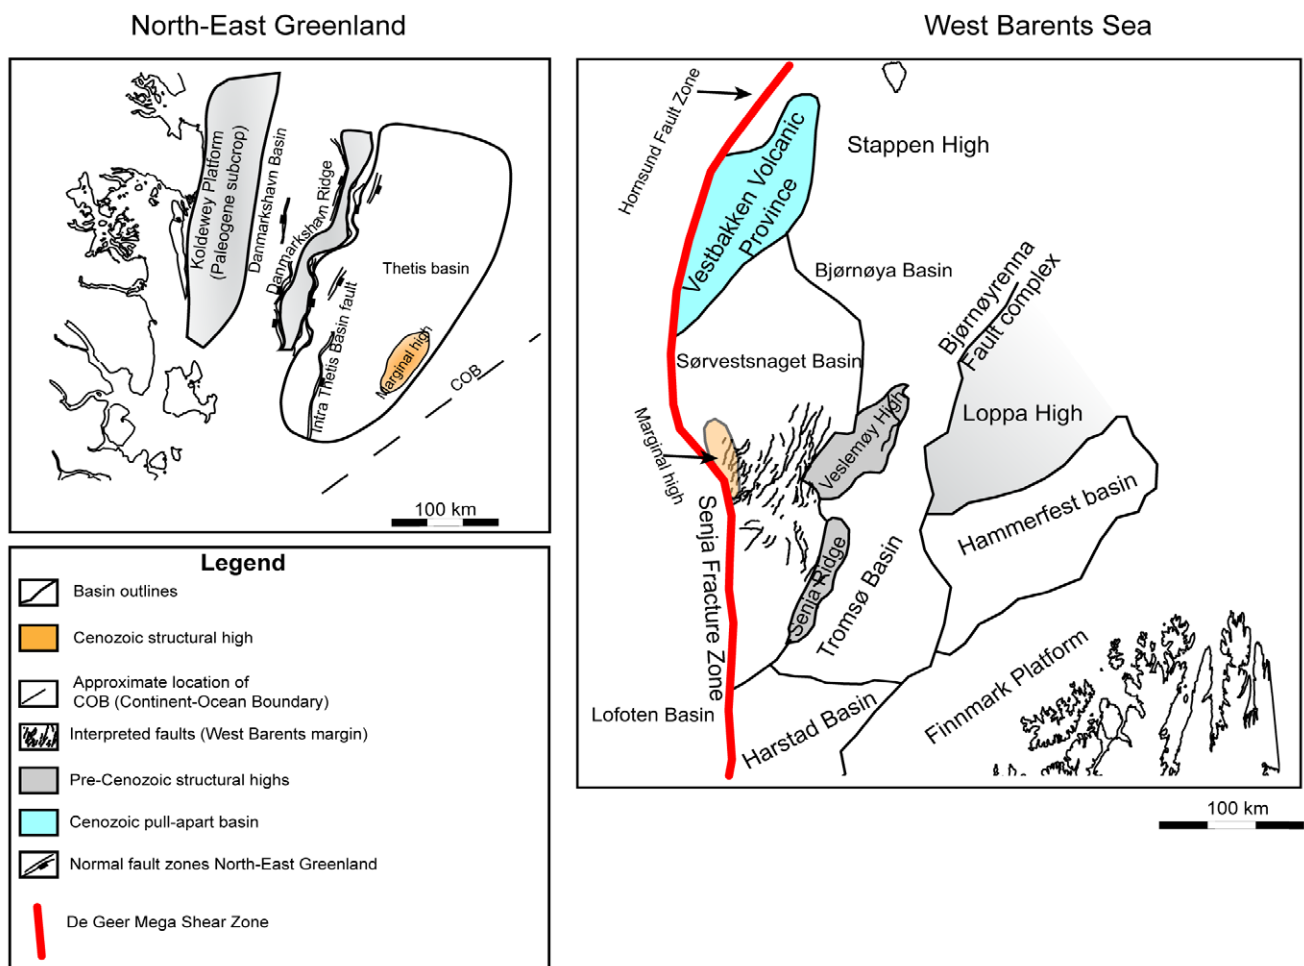 North-East Greenland
West Barents Sea
Koldewey Platform
(Paleogene subcrop)
Danmarkshavn Basin
Danmarkshavn Ridge
Thetis basin
Intra Thetis Basin fault
Marginal high
COB
100 km
Legend
Basin outlines
Cenozoic structural high
Approximate location of
COB (Continent-Ocean Boundary)
Interpreted faults (West Barents margin)
Pre-Cenozoic structural highs
Cenozoic pull-apart basin
Normal fault zones North-East Greenland
De Geer Mega Shear Zone
Hornsund Fault Zone
Stappen High
Vestbakken Volcanic
Province
Bjørnøya Basin
Bjørnøyrenna
Fault complex
Sørvestsnaget Basin
Loppa High
Marginal high
Veslemøy High
Hammerfest basin
Senja Fracture Zone
Senja Ridge
Tromsø Basin
Finnmark Platform
Lofoten Basin
Harstad Basin
100 km